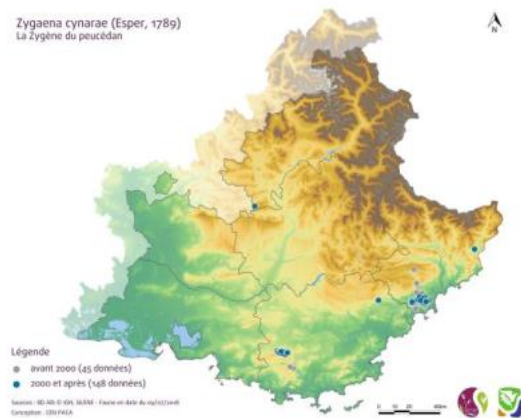 Zygaena cynarae (Esper, 1789)
La Zygène du peucédan
N
Légende
avant 2000 (45 données)
2000 et après (148 données)
Conception : CEN-PACA